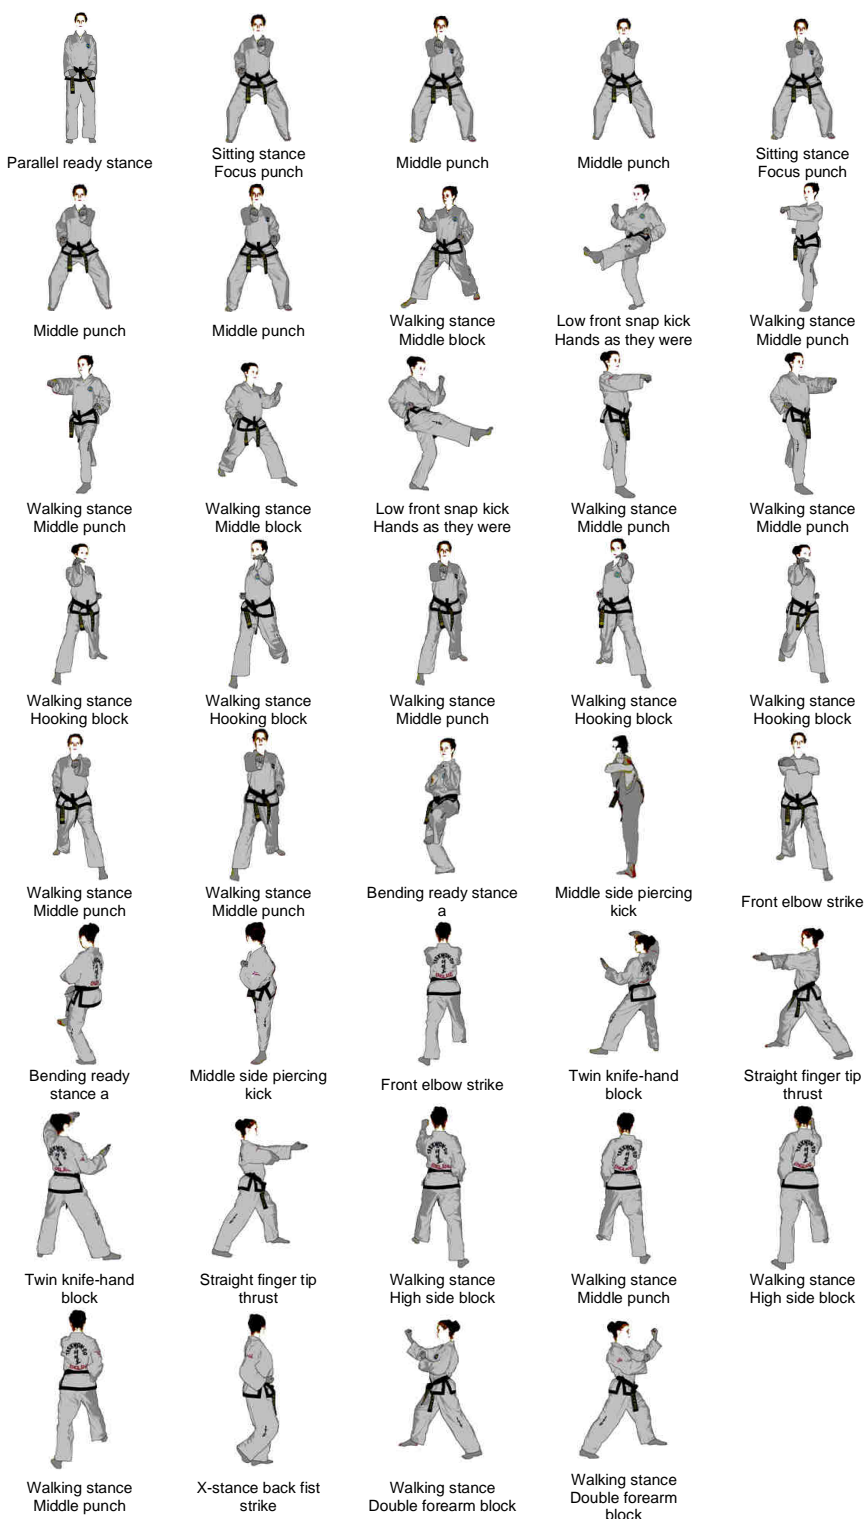 Parallel ready stance
Sitting stance
Focus punch
Middle punch
Middle punch
Sitting stance
Focus punch
Middle punch
Middle punch
Walking stance
Middle block
Low front snap kick
Hands as they were
Walking stance
Middle punch
Walking stance
Middle punch
Walking stance
Middle block
Low front snap kick
Hands as they were
Walking stance
Middle punch
Walking stance
Middle punch
Walking stance
Hooking block
Walking stance
Hooking block
Walking stance
Middle punch
Walking stance
Hooking block
Walking stance
Hooking block
Walking stance
Middle punch
Walking stance
Middle punch
Bending ready stance
a
Middle side piercing
kick
Front elbow strike
Bending ready
stance a
Middle side piercing
kick
Front elbow strike
Twin knife-hand
block
Straight finger tip
thrust
Twin knife-hand
block
Straight finger tip
thrust
Walking stance
High side block
Walking stance
Middle punch
Walking stance
High side block
Walking stance
Middle punch
X-stance back fist
strike
Walking stance
Double forearm block
Walking stance
Double forearm
block